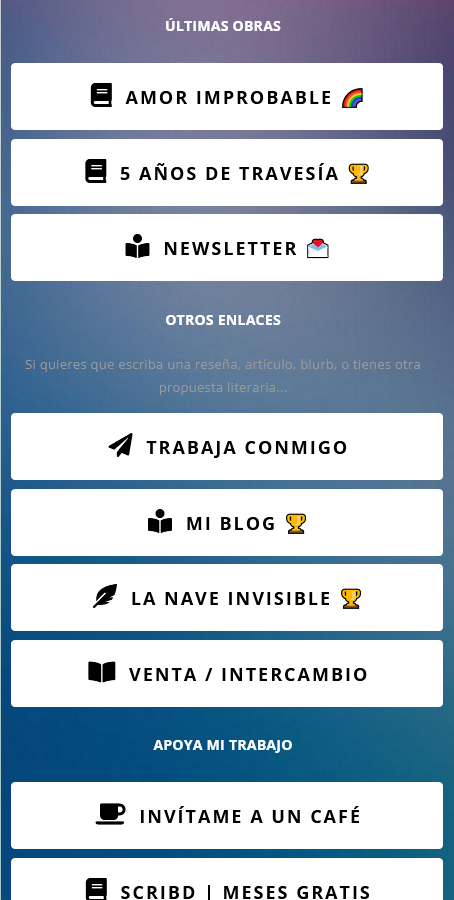 ÚLTIMAS OBRAS
AMOR IMPROBABLE 🌈
5 AÑOS DE TRAVESÍA 🏆
NEWSLETTER 💌
OTROS ENLACES
Si quieres que escriba una reseña, artículo, blurb, o tienes otra
propuesta literaria...
TRABAJA CONMIGO
MI BLOG 🏆
LA NAVE INVISIBLE 🏆
VENTA / INTERCAMBIO
APOYA MI TRABAJO
INVÍTAME A UN CAFÉ
SCRIBD | MESES GRATIS